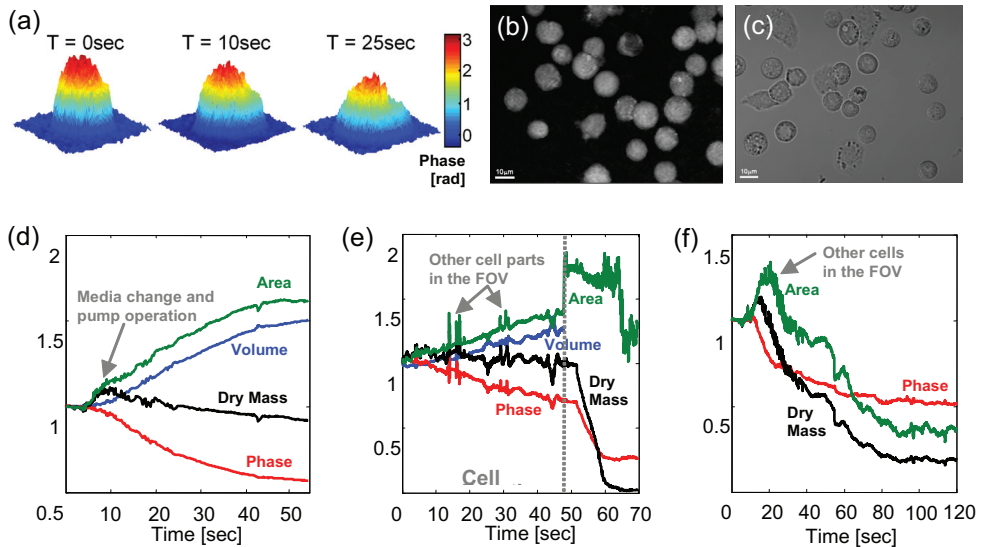 (a)
T = 0sec
T = 10sec
T = 25sec
3
2
1
0
Phase
[rad]
(b)
10μm
(c)
10μm
(d)
2
1.5
1
0.5
Media change and
pump operation
Area
Volume
Dry Mass
Phase
10
20
30
40
50
Time [sec]
(e)
2
1.5
1
Other cell parts
in the FOV
Area
Volume
Dry
Mass
Phase
Cell
0
10
20
30
40
50
60
70
Time [sec]
(f)
1.5
1
0.5
Other cells
in the FOV
Area
Phase
Dry
Mass
0
20
40
60
80
100
120
Time [sec]